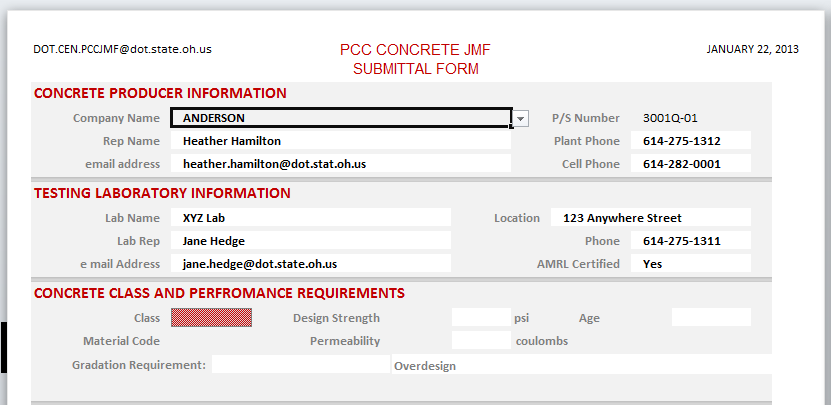 DOT.CEN.PCCJMF@dot.state.oh.us PCC CONCRETE JMF JANUARY 22, 2013
SUBMITTAL FORM
CONCRETE PRODUCER INFORMATION
Company Name ANDERSON P/S Number 3001Q-01
Rep Name Heather Hamilton Plant Phone 614-275-1312
email address heather.hamilton@dot.stat.oh.us Cell Phone 614-282-0001
TESTING LABORATORY INFORMATION
Lab Name XYZ Lab Location 123 Anywhere Street
Lab Rep Jane Hedge Phone 614-275-1311
e mail Address jane.hedge@dot.state.oh.us AMRL Certified Yes
CONCRETE CLASS AND PERFROMANCE REQUIREMENTS
Class Design Strength psi Age
Material Code Permeability coulombs
Gradation Requirement: Overdesign